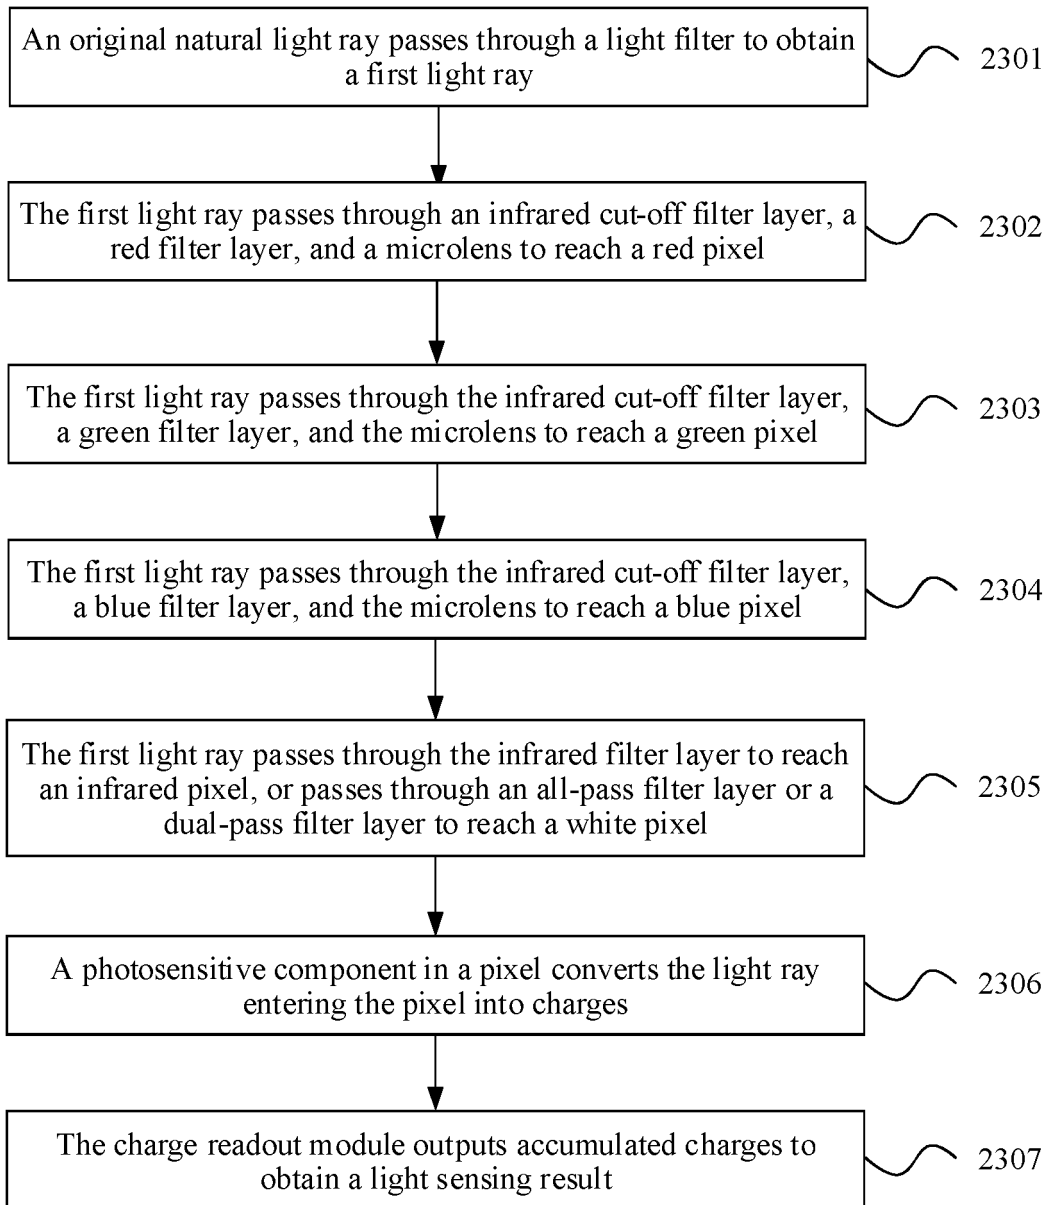 An original natural light ray passes through a light filter to obtain
a first light ray
2301
The first light ray passes through an infrared cut-off filter layer, a
red filter layer, and a microlens to reach a red pixel
2302
The first light ray passes through the infrared cut-off filter layer,
a green filter layer, and the microlens to reach a green pixel
2303
The first light ray passes through the infrared cut-off filter layer,
a blue filter layer, and the microlens to reach a blue pixel
2304
The first light ray passes through the infrared filter layer to reach
an infrared pixel, or passes through an all-pass filter layer or a
dual-pass filter layer to reach a white pixel
2305
A photosensitive component in a pixel converts the light ray
entering the pixel into charges
2306
The charge readout module outputs accumulated charges to
obtain a light sensing result
2307